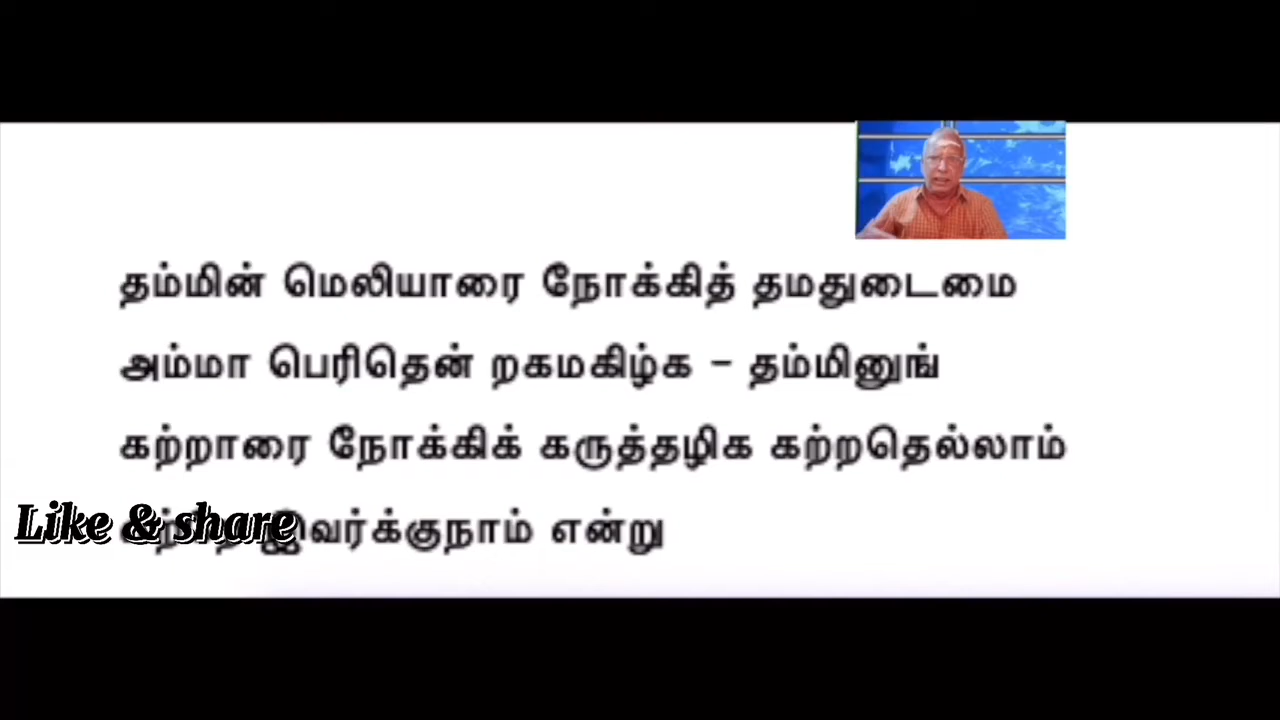 தம்மின் மெலியாரை நோக்கித் தமதுடைமை
அம்மா பெரிதென் றகமகிழ்க – தம்மினுங்
கற்றாரை நோக்கிக் கருத்தழிக கற்றதெல்லாம்
Like & share இவர்க்குநாம் என்று